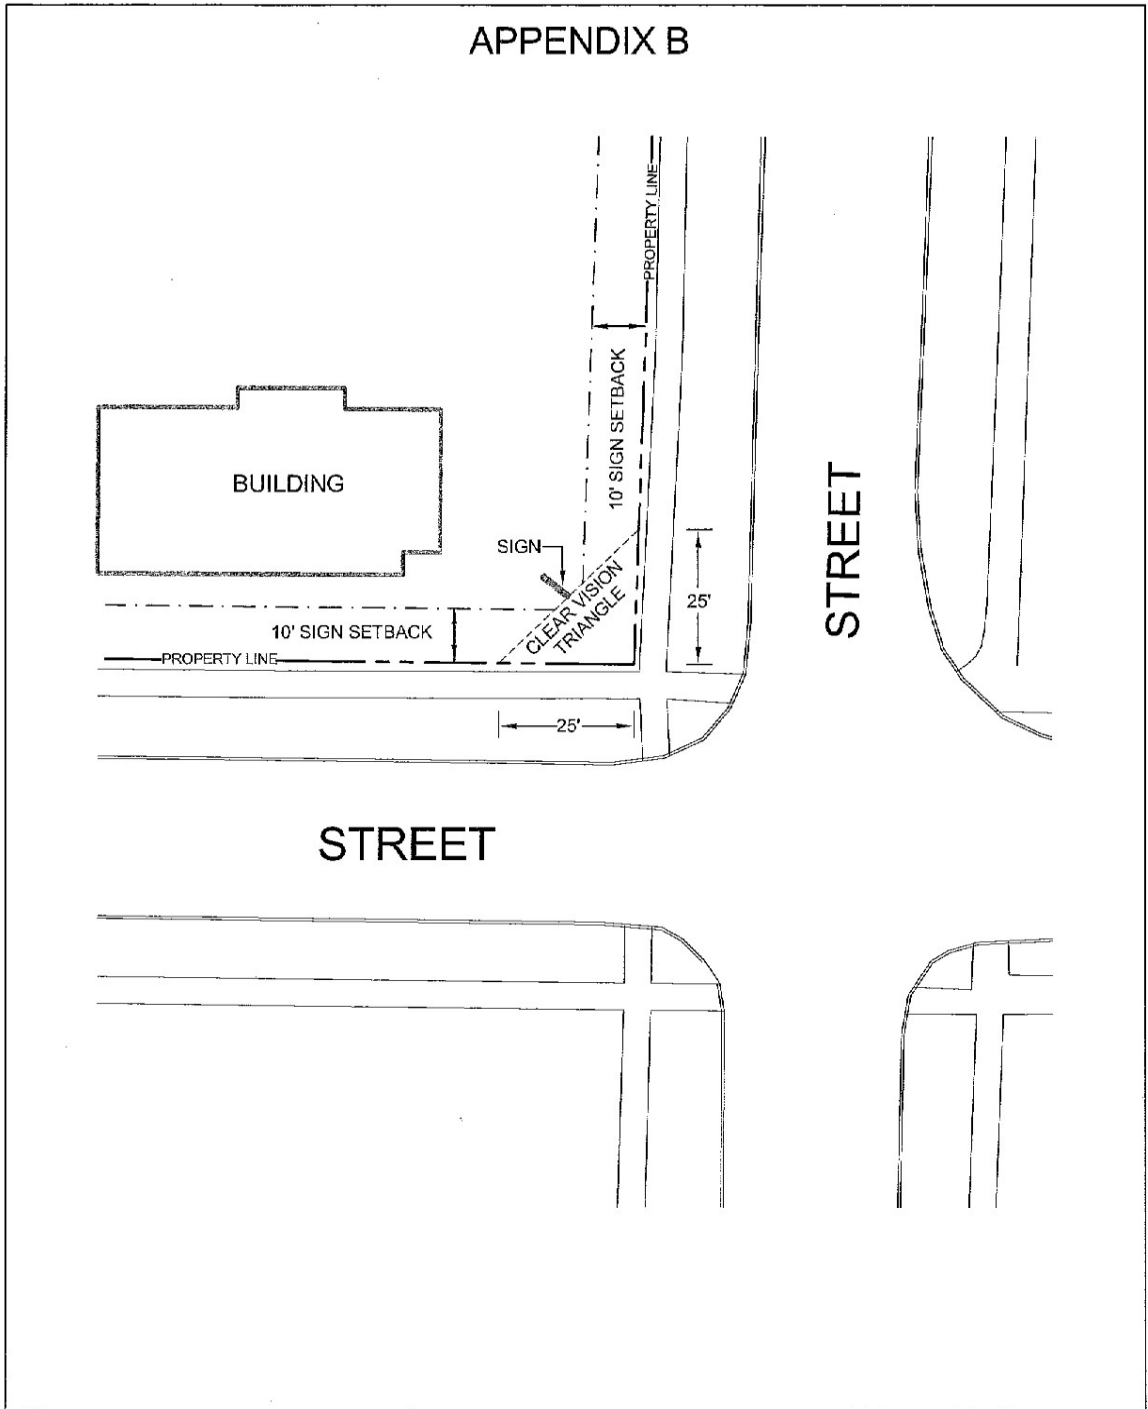 APPENDIX B
PROPERTY LINE
10' SIGN SETBACK
BUILDING
STREET
SIGN
CLEAR VISION
TRIANGLE
25'
10' SIGN SETBACK
PROPERTY LINE
25'
STREET